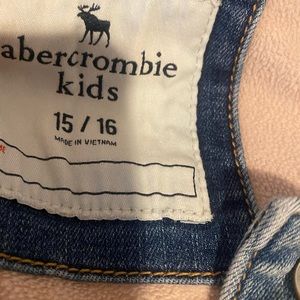 abercrombie
kids
15 / 16
MADE IN VIETNAM